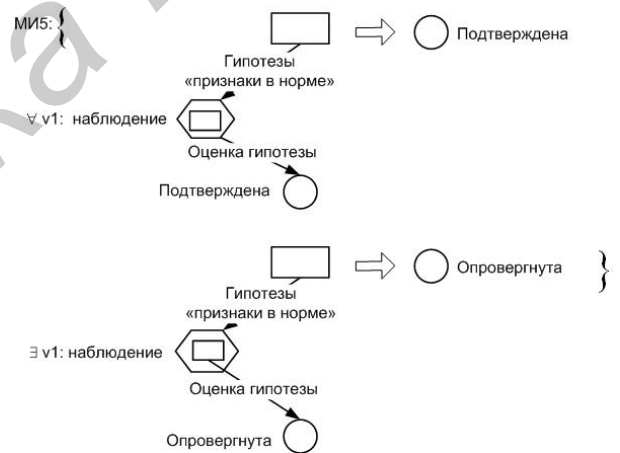 МИ5: {
Подтверждена
Гипотезы
«признаки в норме»
∀ v1: наблюдение
Оценка гипотезы
Подтверждена
Опровергнута }
Гипотезы
«признаки в норме»
∃ v1: наблюдение
Оценка гипотезы
Опровергнута